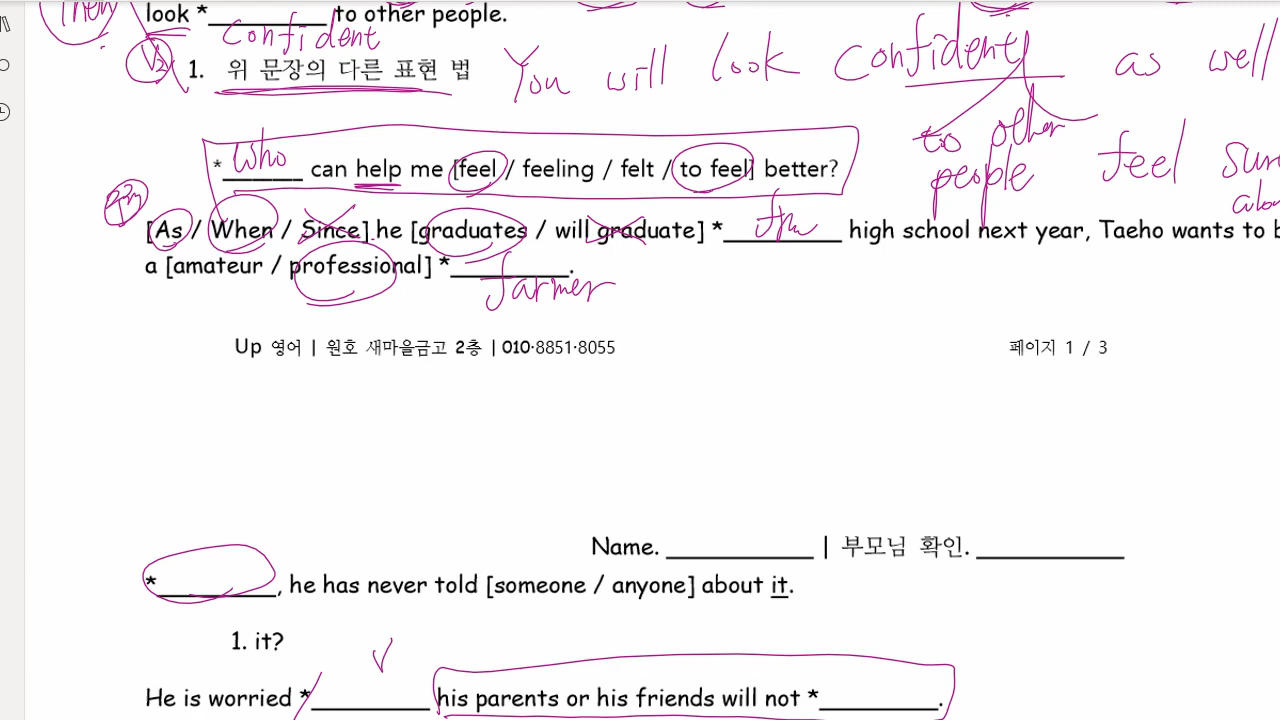 Then look *__________ to other people.
Confident
V2 1. 위 문장의 다른 표현 법 You will look Confident as well
to other people feel
Who
*______ can help me [feel / feeling / felt / to feel] better?
[As / When / Since] he [graduates / will graduate] *_________ high school next year, Taeho wants to b
a [amateur / professional] *_________.
farmer
Up 영어 | 원호 새마을금고 2층 | 010·8851·8055 페이지 1 / 3
Name. ___________ | 부모님 확인. ___________
*_________, he has never told [someone / anyone] about it.
1. it?
He is worried *_________ his parents or his friends will not *_________.